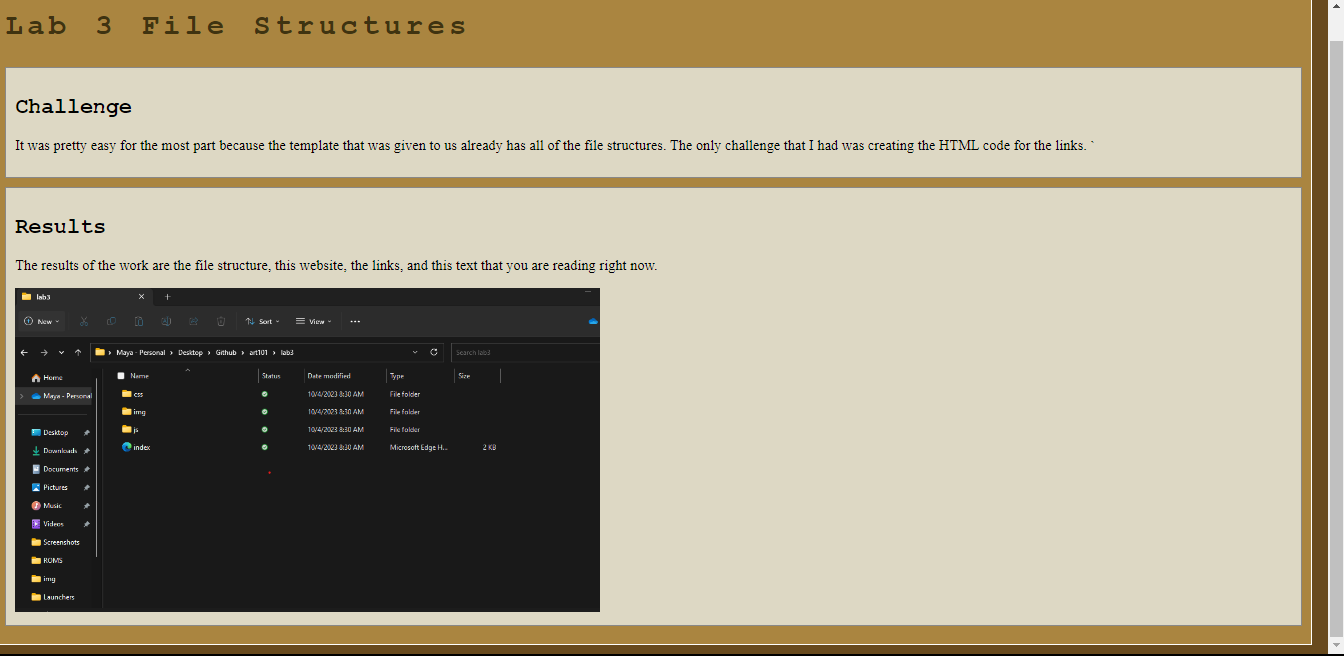 Lab 3 File Structures
Challenge
It was pretty easy for the most part because the template that was given to us already has all of the file structures. The only challenge that I had was creating the HTML code for the links. `
Results
The results of the work are the file structure, this website, the links, and this text that you are reading right now.
lab3
New Sort View
Maya - Personal > Desktop > Github > art101 > lab3 Search lab3
Home Name Status Date modified Type Size
Maya - Personal css 10/4/2023 8:30 AM File folder
img 10/4/2023 8:30 AM File folder
Desktop js 10/4/2023 8:30 AM File folder
Downloads index 10/4/2023 8:30 AM Microsoft Edge H... 2 KB
Documents
Pictures
Music
Videos
Screenshots
ROMS
img
Launchers